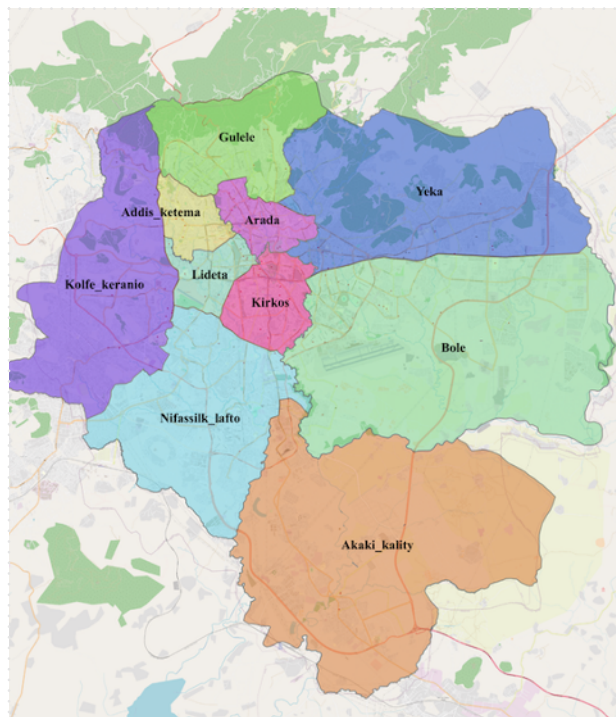 Gulele
Yeka
Addis_ketema
Arada
Lideta
Kolfe_keranio
Kirkos
Bole
Nifassilk_lafto
Akaki_kality